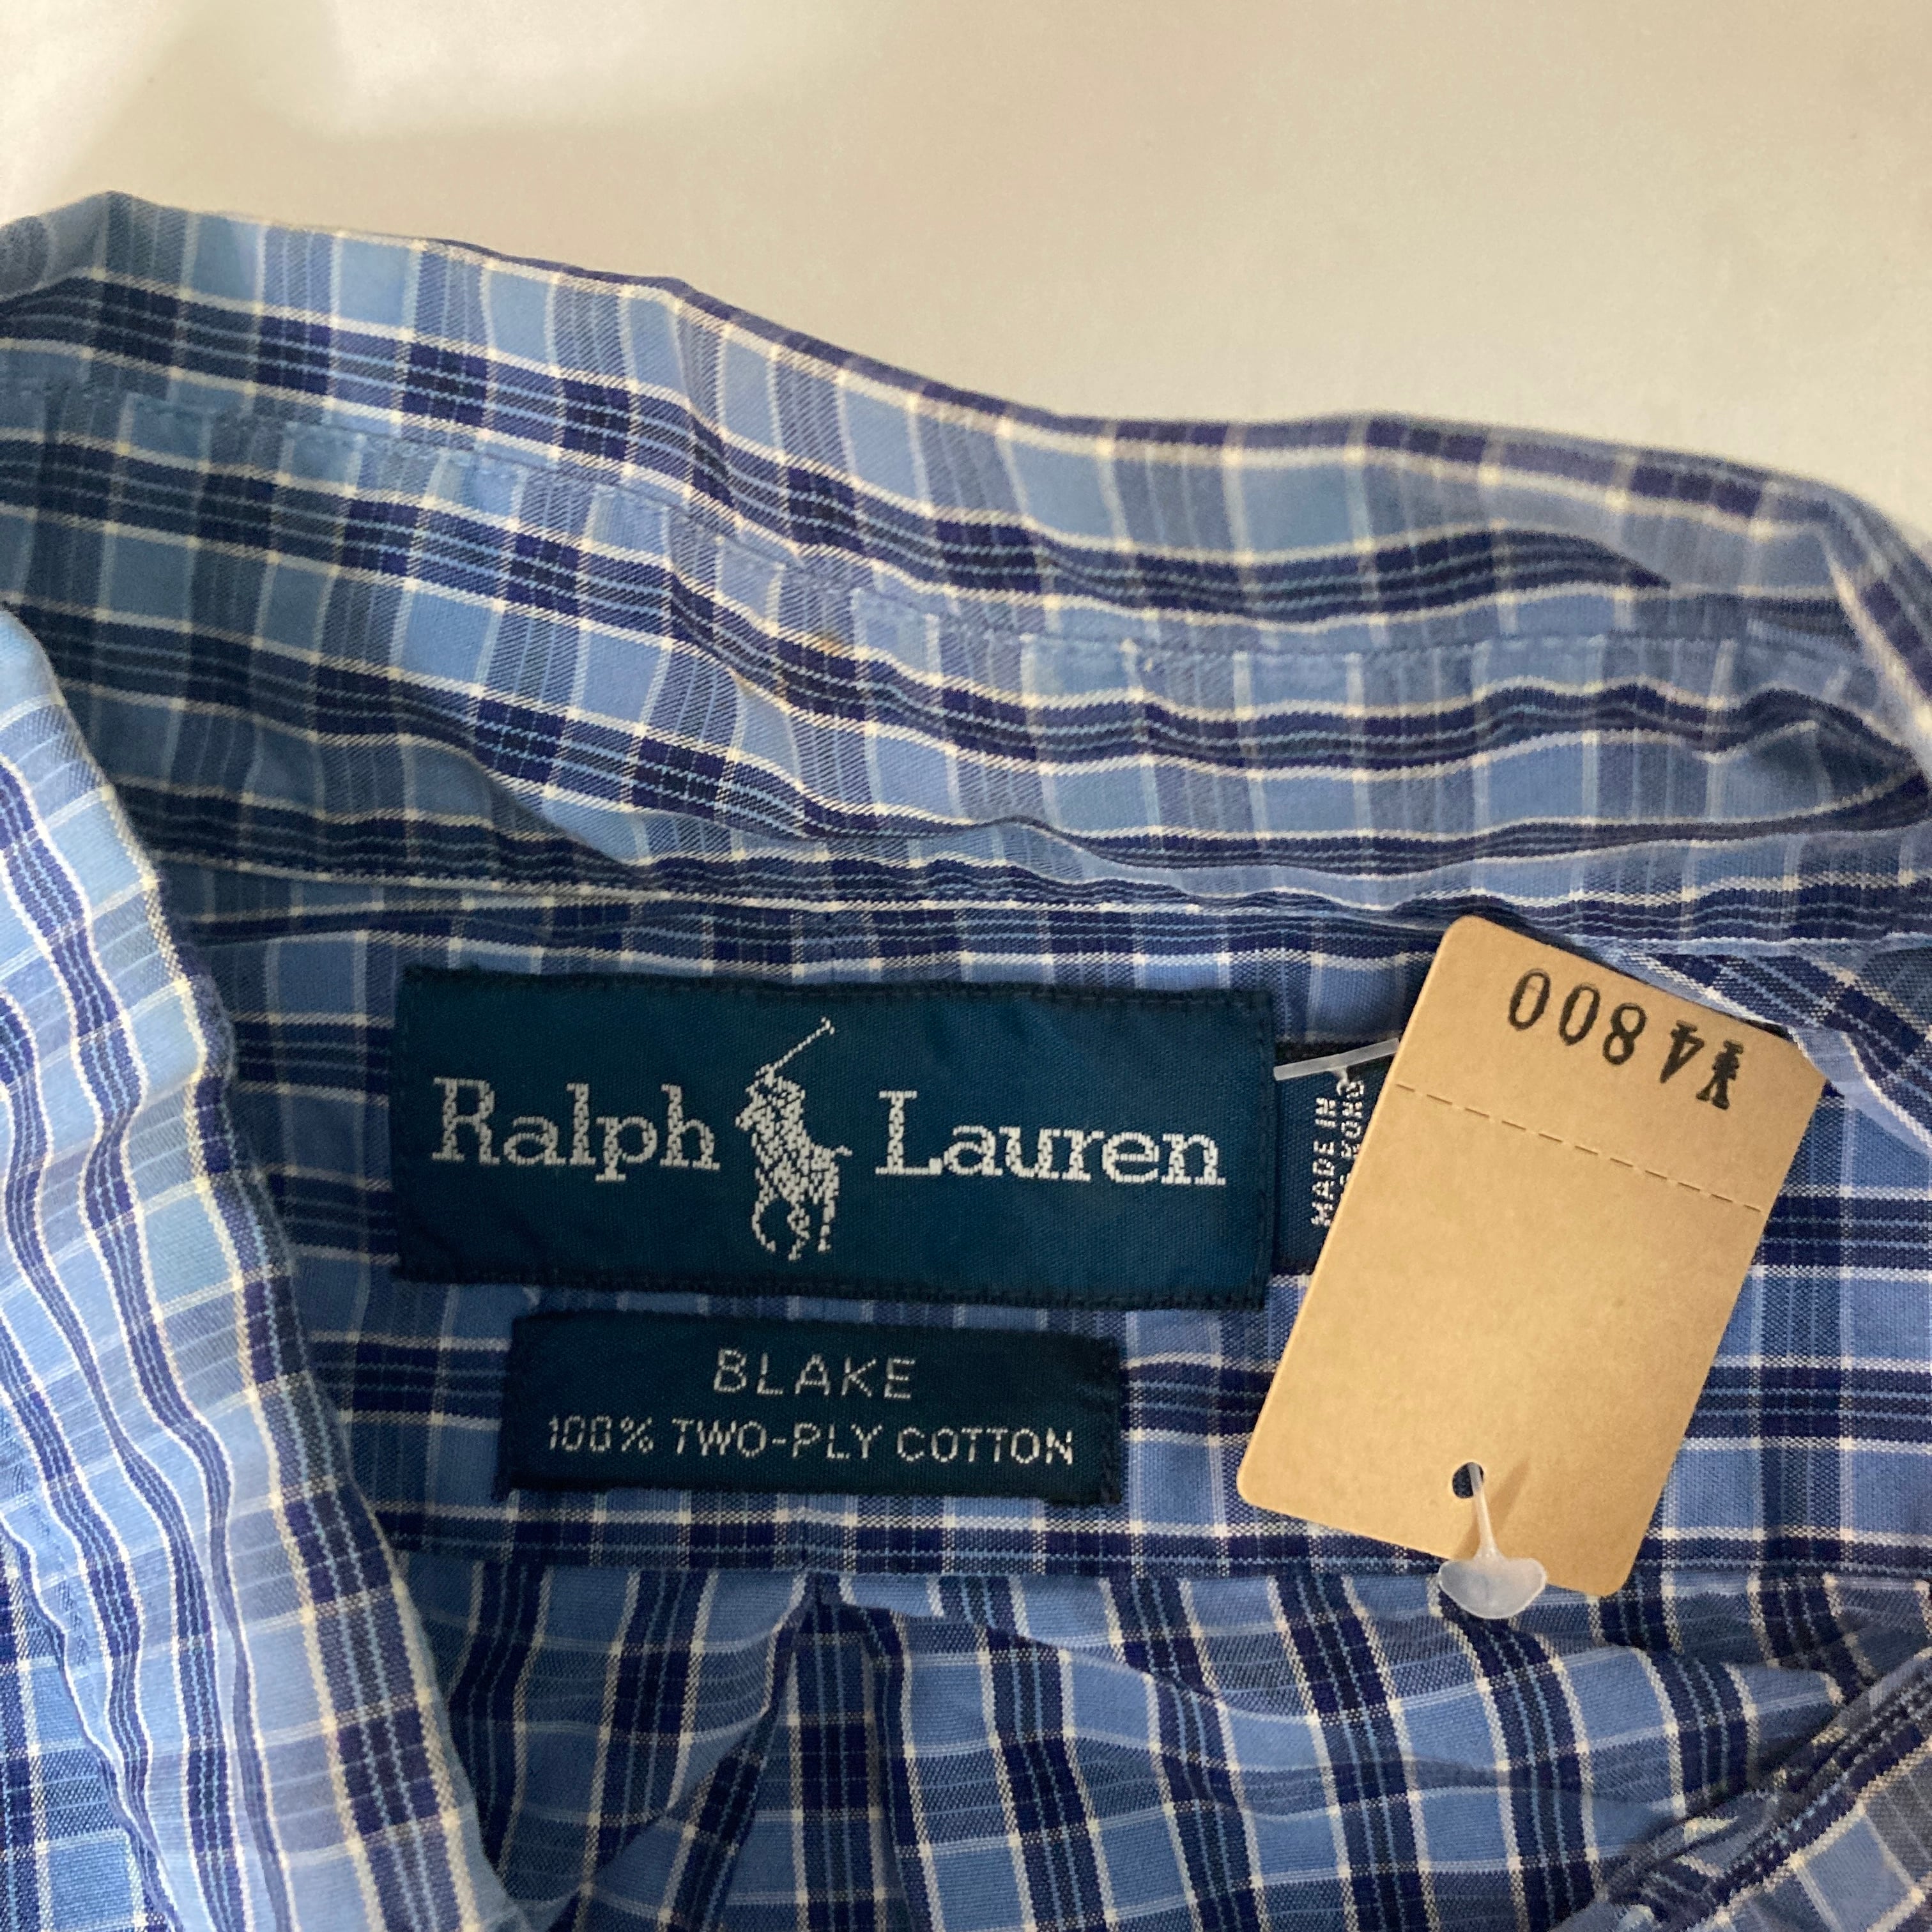 Ralph Lauren
MADE IN
BLAKE
100% TWO-PLY COTTON
¥4800